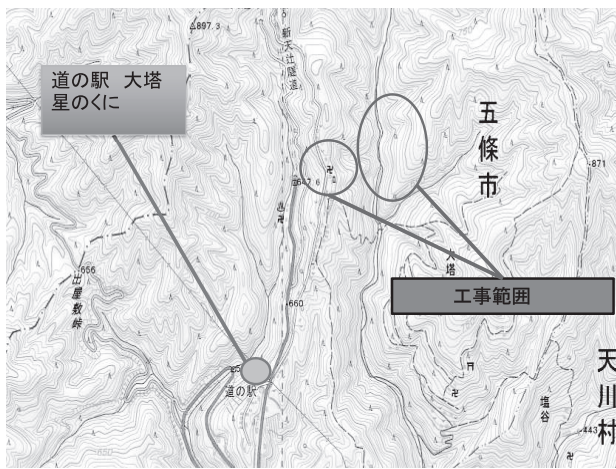 897.3
新天辻隧道
道の駅 大塔
星のくに
五條市
647.6
871
大塔
工事範囲
656
出屋敷峠
660
道の駅
天川村
塩谷
443